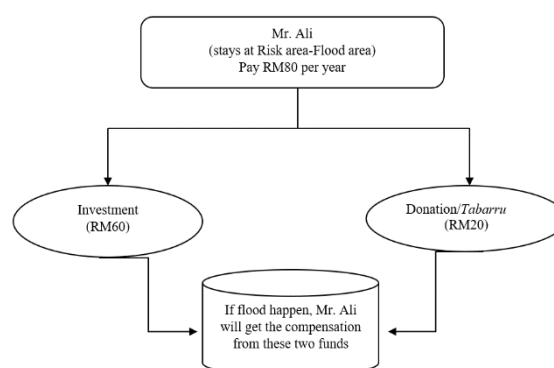 Mr. Ali
(stays at Risk area-Flood area)
Pay RM80 per year
Investment
(RM60)
Donation/Tabarru
(RM20)
If flood happen, Mr. Ali
will get the compensation
from these two funds